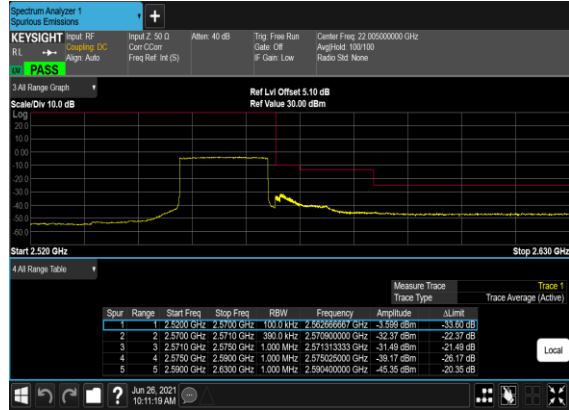 Spectrum Analyzer 1
Spurious Emissions
+
KEYSIGHT Input: RF Input Z: 50 Ω Atten: 40 dB Trig: Free Run Center Freq: 22.005000000 GHz
RL Coupling: DC Corr CCorr Gate: Off Avg|Hold: 100/100
Align: Auto Freq Ref: Int (S) IF Gain: Low Radio Std: None
PASS
3 All Range Graph
Ref Lvl Offset 5.10 dB
Scale/Div 10.0 dB Ref Value 30.00 dBm
Log
20.0
10.0
0.00
-10.0
-20.0
-30.0
-40.0
-50.0
-60.0
Start 2.520 GHz Stop 2.630 GHz
4 All Range Table
Measure Trace Trace 1
Trace Type Trace Average (Active)
Spur Range Start Freq Stop Freq RBW Frequency Amplitude ΔLimit
1 1 2.5200 GHz 2.5700 GHz 100.0 kHz 2.562666667 GHz -3.599 dBm -33.60 dB
2 2 2.5700 GHz 2.5710 GHz 390.0 kHz 2.570900000 GHz -32.37 dBm -22.37 dB
3 3 2.5710 GHz 2.5750 GHz 1.000 MHz 2.571313333 GHz -31.49 dBm -21.49 dB
4 4 2.5750 GHz 2.5900 GHz 1.000 MHz 2.575025000 GHz -39.17 dBm -26.17 dB
5 5 2.5900 GHz 2.6300 GHz 1.000 MHz 2.590400000 GHz -45.35 dBm -20.35 dB
Local
?
Jun 26, 2021
10:11:19 AM